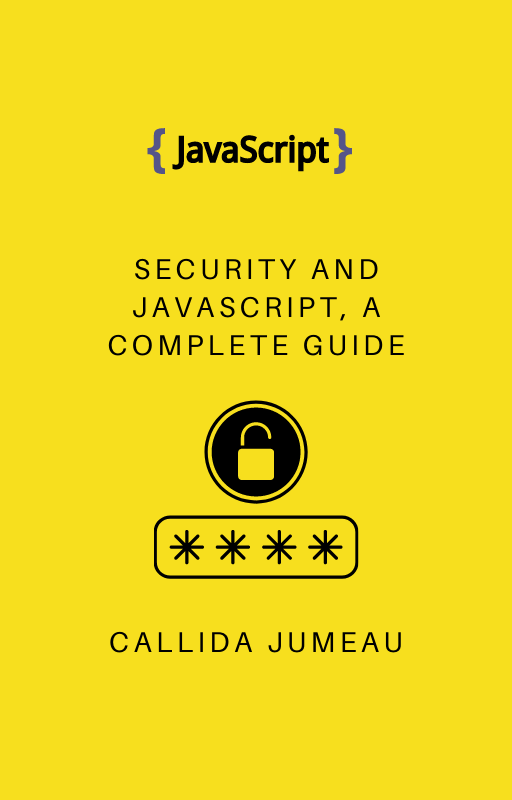 { JavaScript }
SECURITY AND
JAVASCRIPT, A
COMPLETE GUIDE
****
CALLIDA JUMEAU